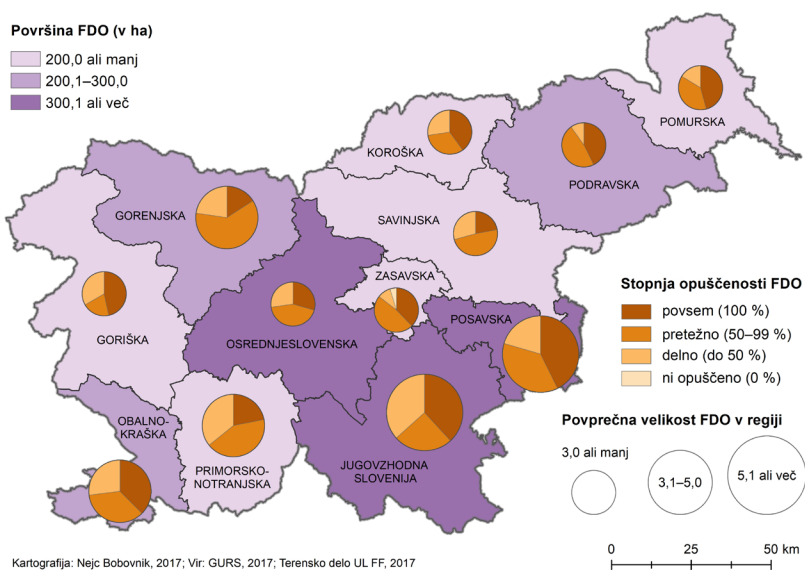 Površina FDO (v ha)
200,0 ali manj
200,1–300,0
300,1 ali več
POMURSKA
KOROŠKA
PODRAVSKA
GORENJSKA
SAVINJSKA
ZASAVSKA
GORIŠKA
OSREDNJESLOVENSKA
POSAVSKA
OBALNO-
KRAŠKA
PRIMORSKO-
NOTRANJSKA
JUGOVZHODNA
SLOVENIJA
Stopnja opuščenosti FDO
povsem (100 %)
pretežno (50–99 %)
delno (do 50 %)
ni opuščeno (0 %)
Povprečna velikost FDO v regiji
3,0 ali manj
3,1–5,0
5,1 ali več
0 25 50 km
Kartografija: Nejc Bobovnik, 2017; Vir: GURS, 2017; Terensko delo UL FF, 2017